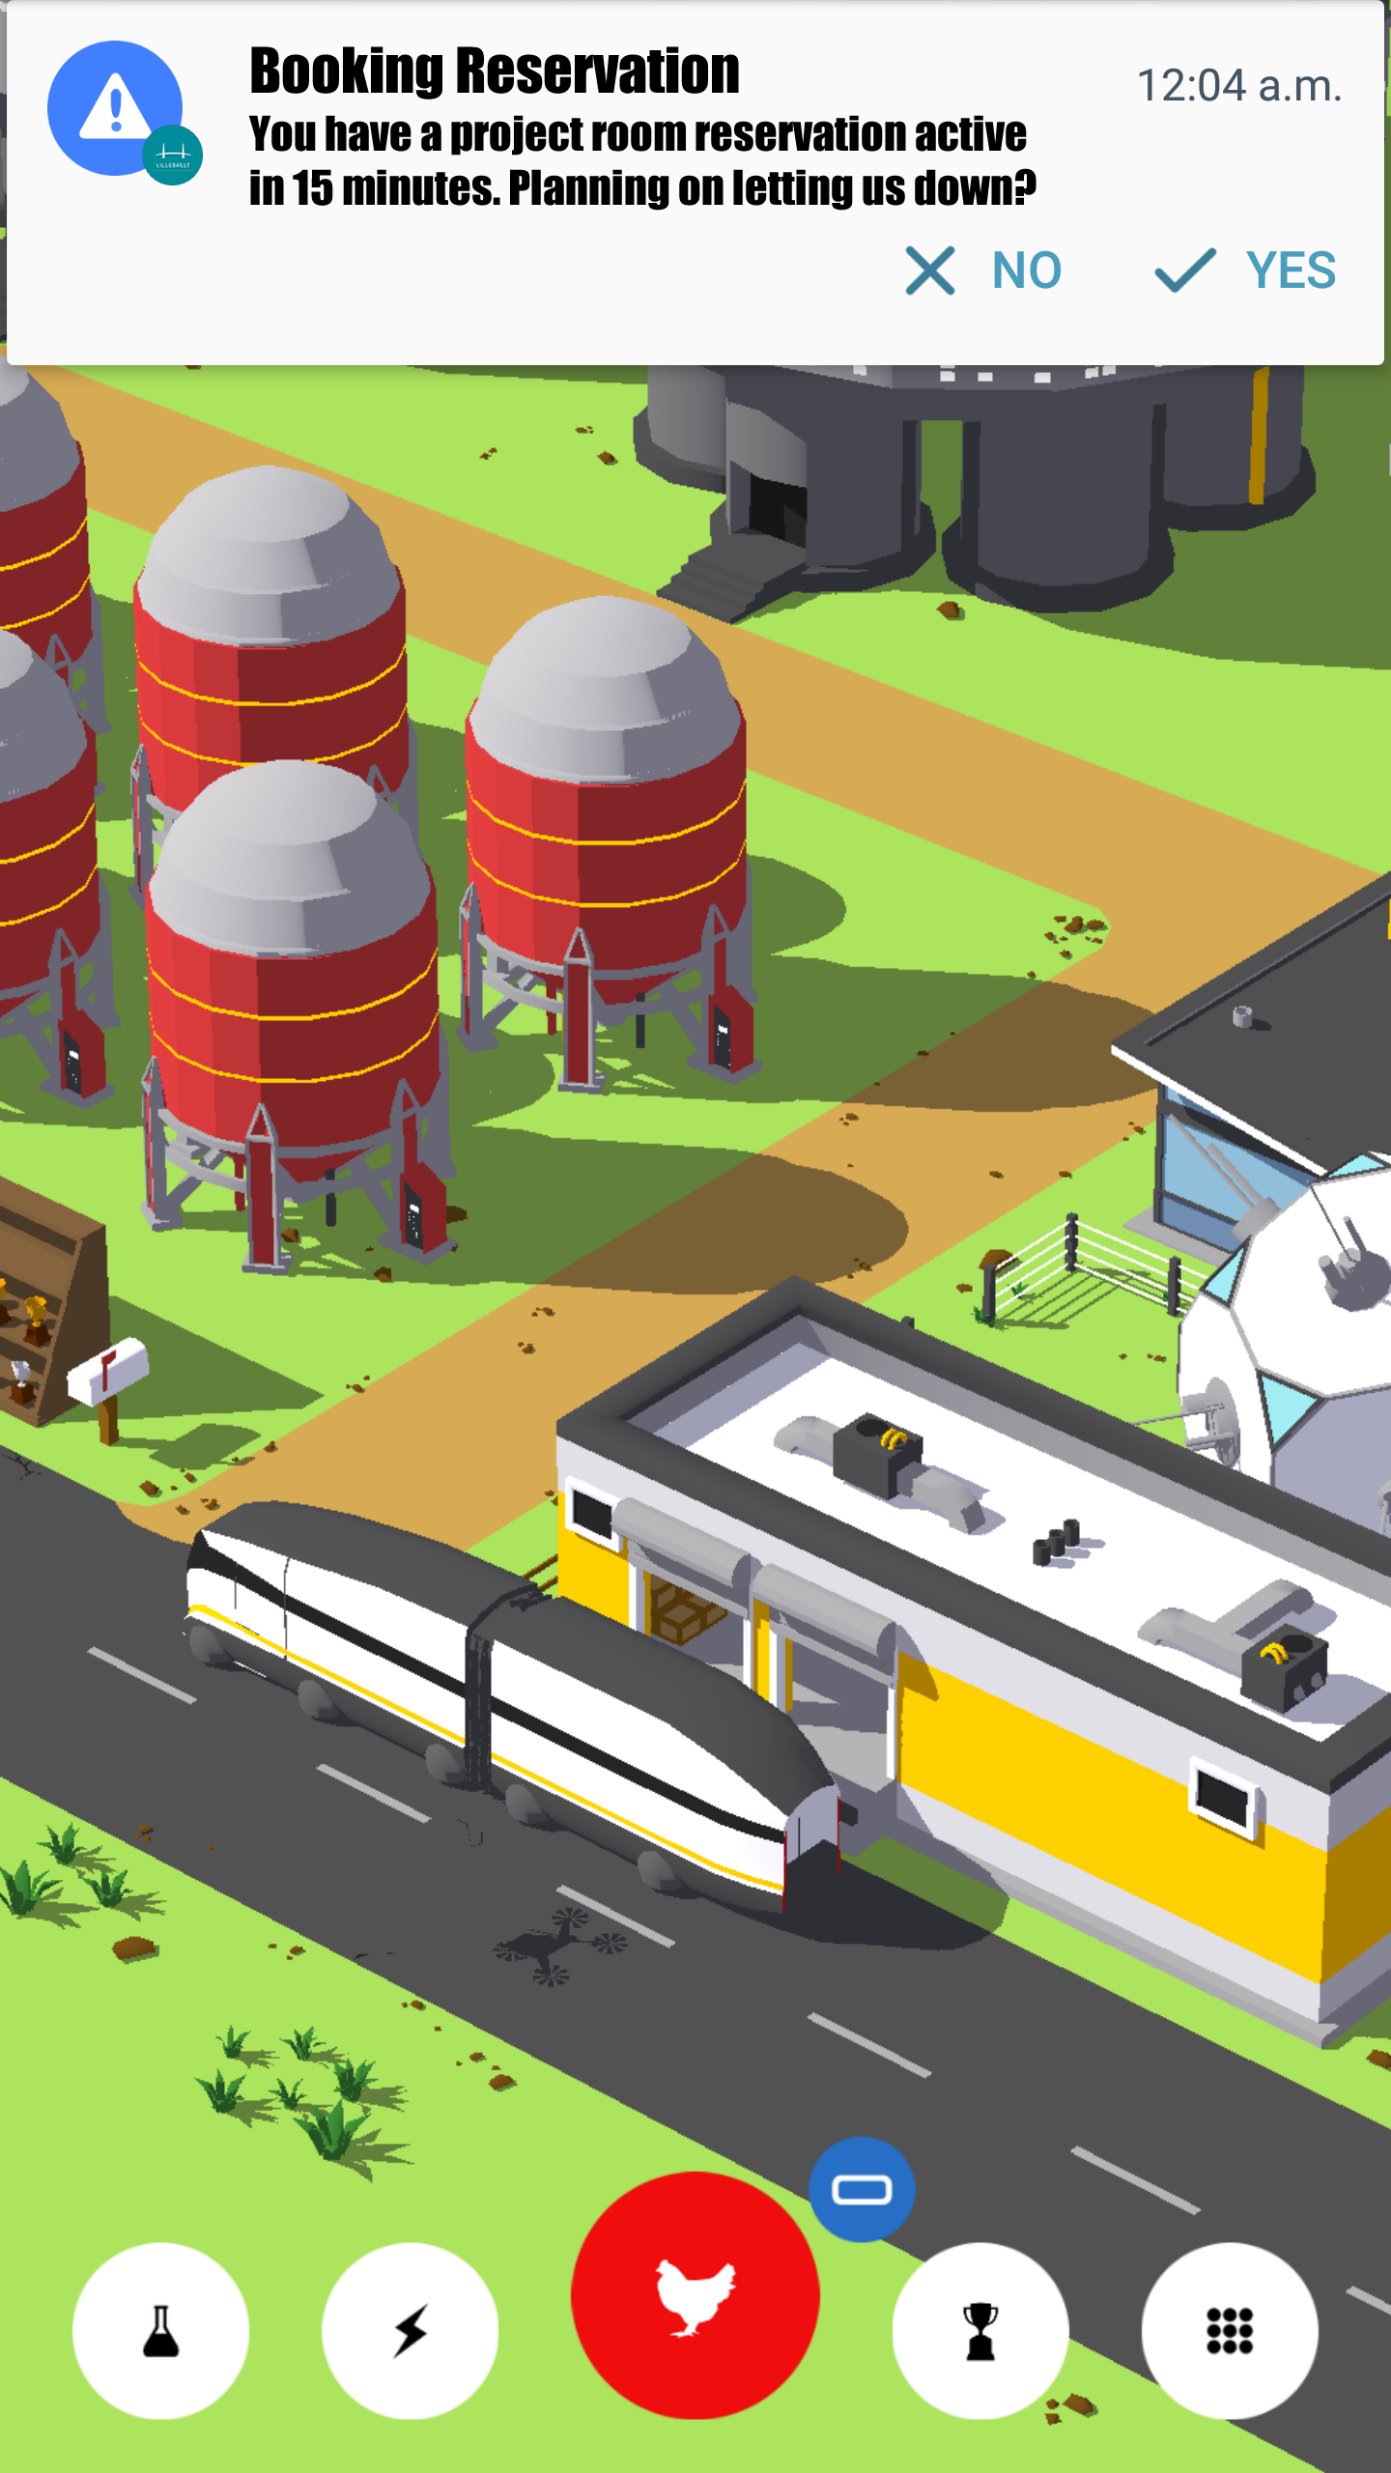 Booking Reservation
12:04 a.m.
You have a project room reservation active
in 15 minutes. Planning on letting us down?
LILLEBAELT
NO
YES